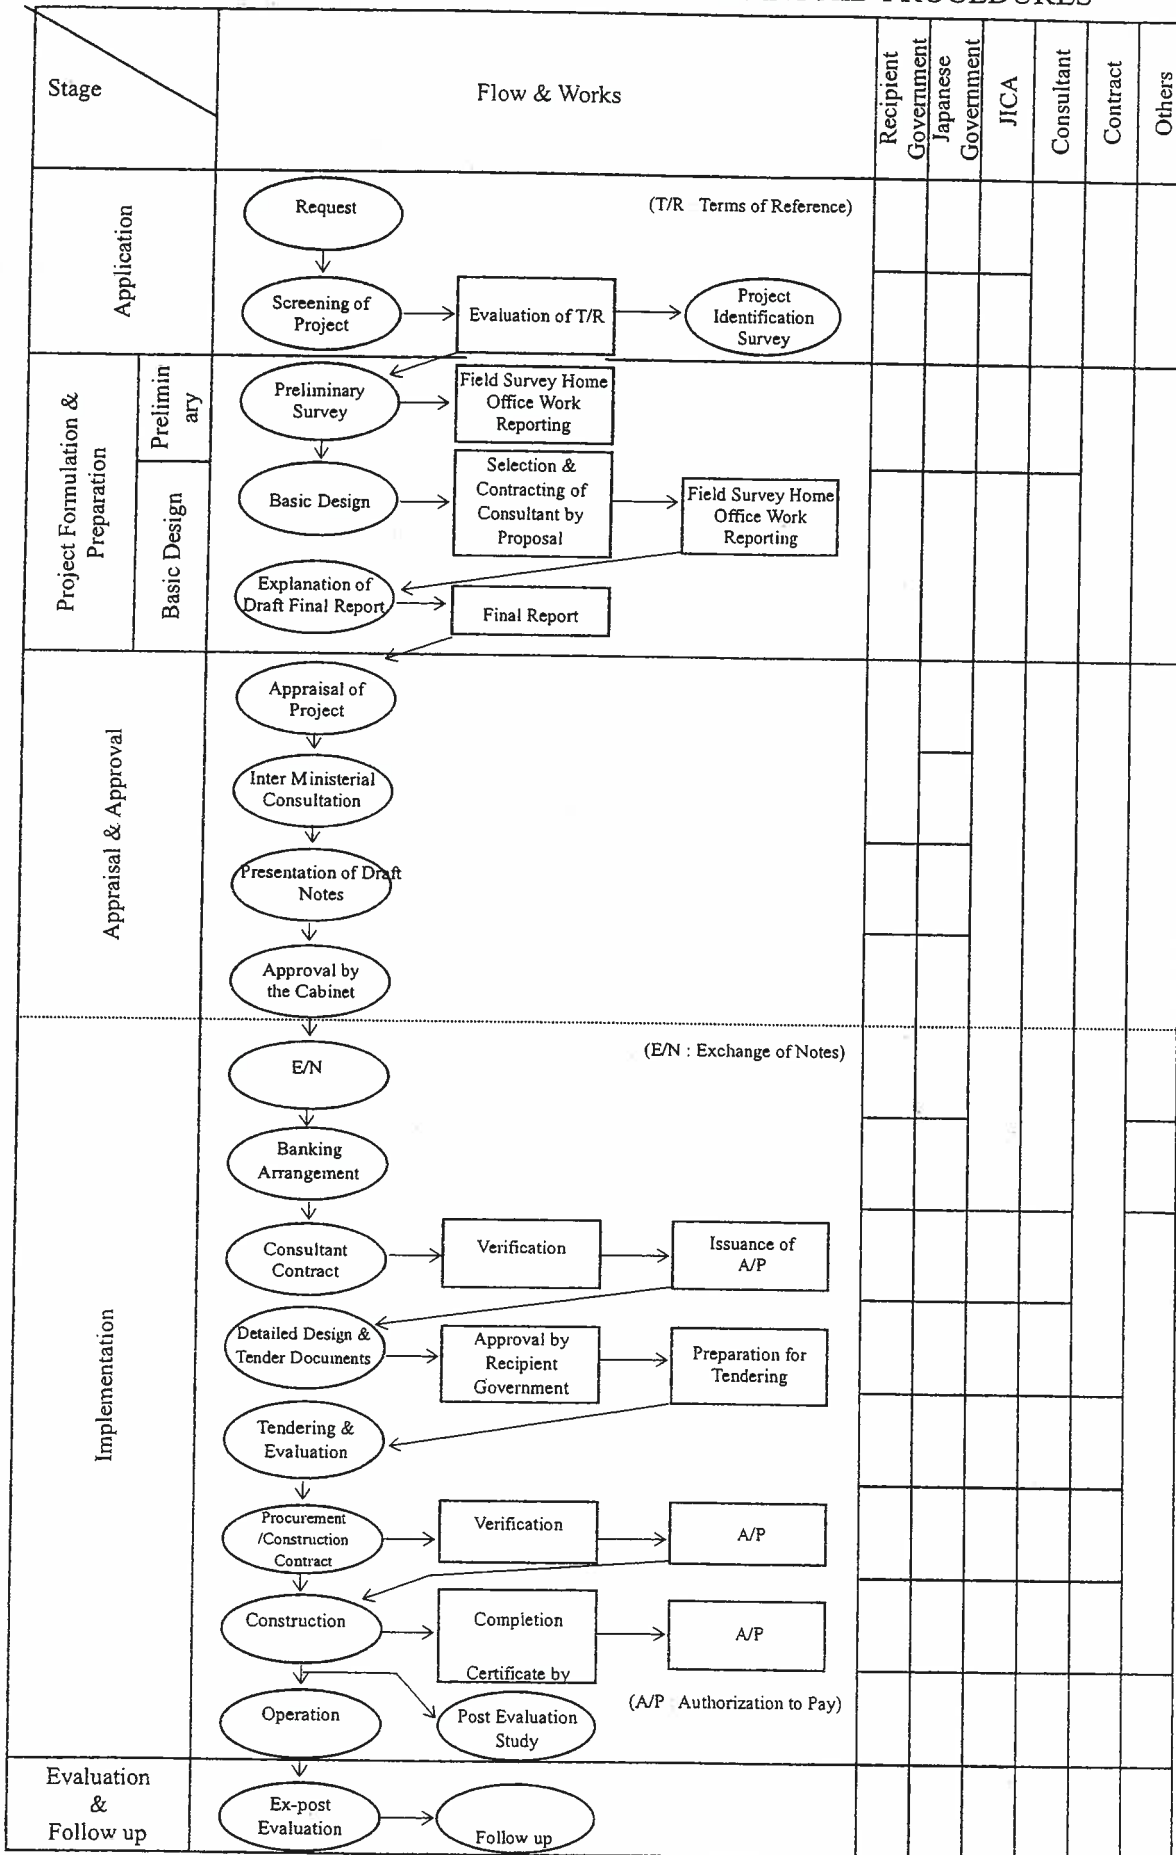 PROCEDURES
Stage
Flow & Works
Recipient
Government
Japanese
Government
JICA
Consultant
Contract
Others
Application
Request
(T/R Terms of Reference)
Screening of
Project
Evaluation of T/R
Project
Identification
Survey
Project Formulation &
Preparation
Prelimin
ary
Preliminary
Survey
Field Survey Home
Office Work
Reporting
Basic Design
Basic Design
Selection &
Contracting of
Consultant by
Proposal
Field Survey Home
Office Work
Reporting
Explanation of
Draft Final Report
Final Report
Appraisal & Approval
Appraisal of
Project
Inter Ministerial
Consultation
Presentation of Draft
Notes
Approval by
the Cabinet
Implementation
E/N
(E/N : Exchange of Notes)
Banking
Arrangement
Consultant
Contract
Verification
Issuance of
A/P
Detailed Design &
Tender Documents
Approval by
Recipient
Government
Preparation for
Tendering
Tendering &
Evaluation
Procurement
/Construction
Contract
Verification
A/P
Construction
Completion
Certificate by
A/P
Operation
Post Evaluation
Study
(A/P Authorization to Pay)
Evaluation
&
Follow up
Ex-post
Evaluation
Follow up